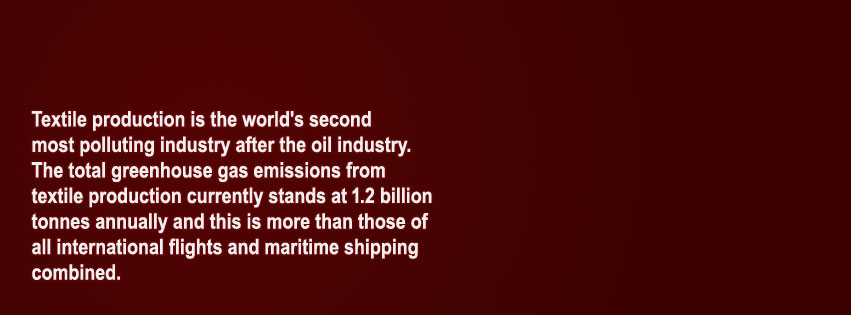 Textile production is the world's second
most polluting industry after the oil industry.
The total greenhouse gas emissions from
textile production currently stands at 1.2 billion
tonnes annually and this is more than those of
all international flights and maritime shipping
combined.